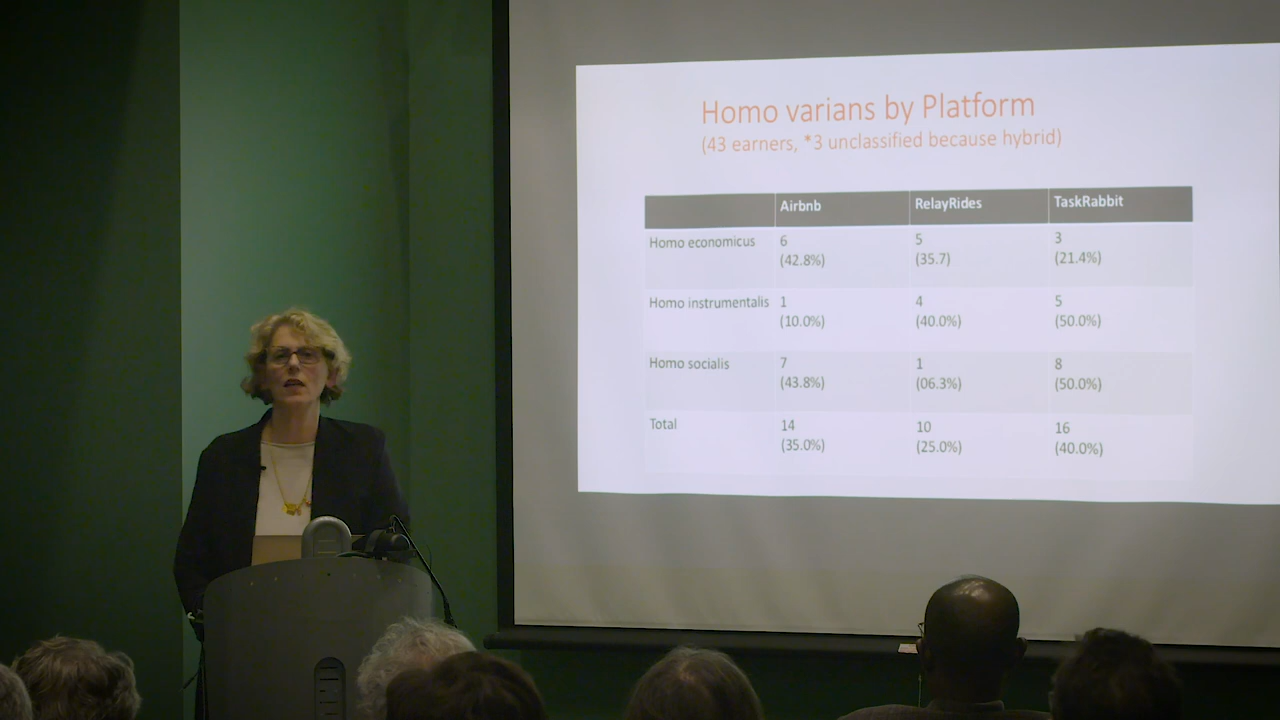 Homo varians by Platform
(43 earners, *3 unclassified because hybrid)
Airbnb RelayRides TaskRabbit
Homo economicus 6 5 3
(42.8%) (35.7) (21.4%)
Homo instrumentalis 1 4 5
(10.0%) (40.0%) (50.0%)
Homo socialis 7 1 8
(43.8%) (06.3%) (50.0%)
Total 14 10 16
(35.0%) (25.0%) (40.0%)